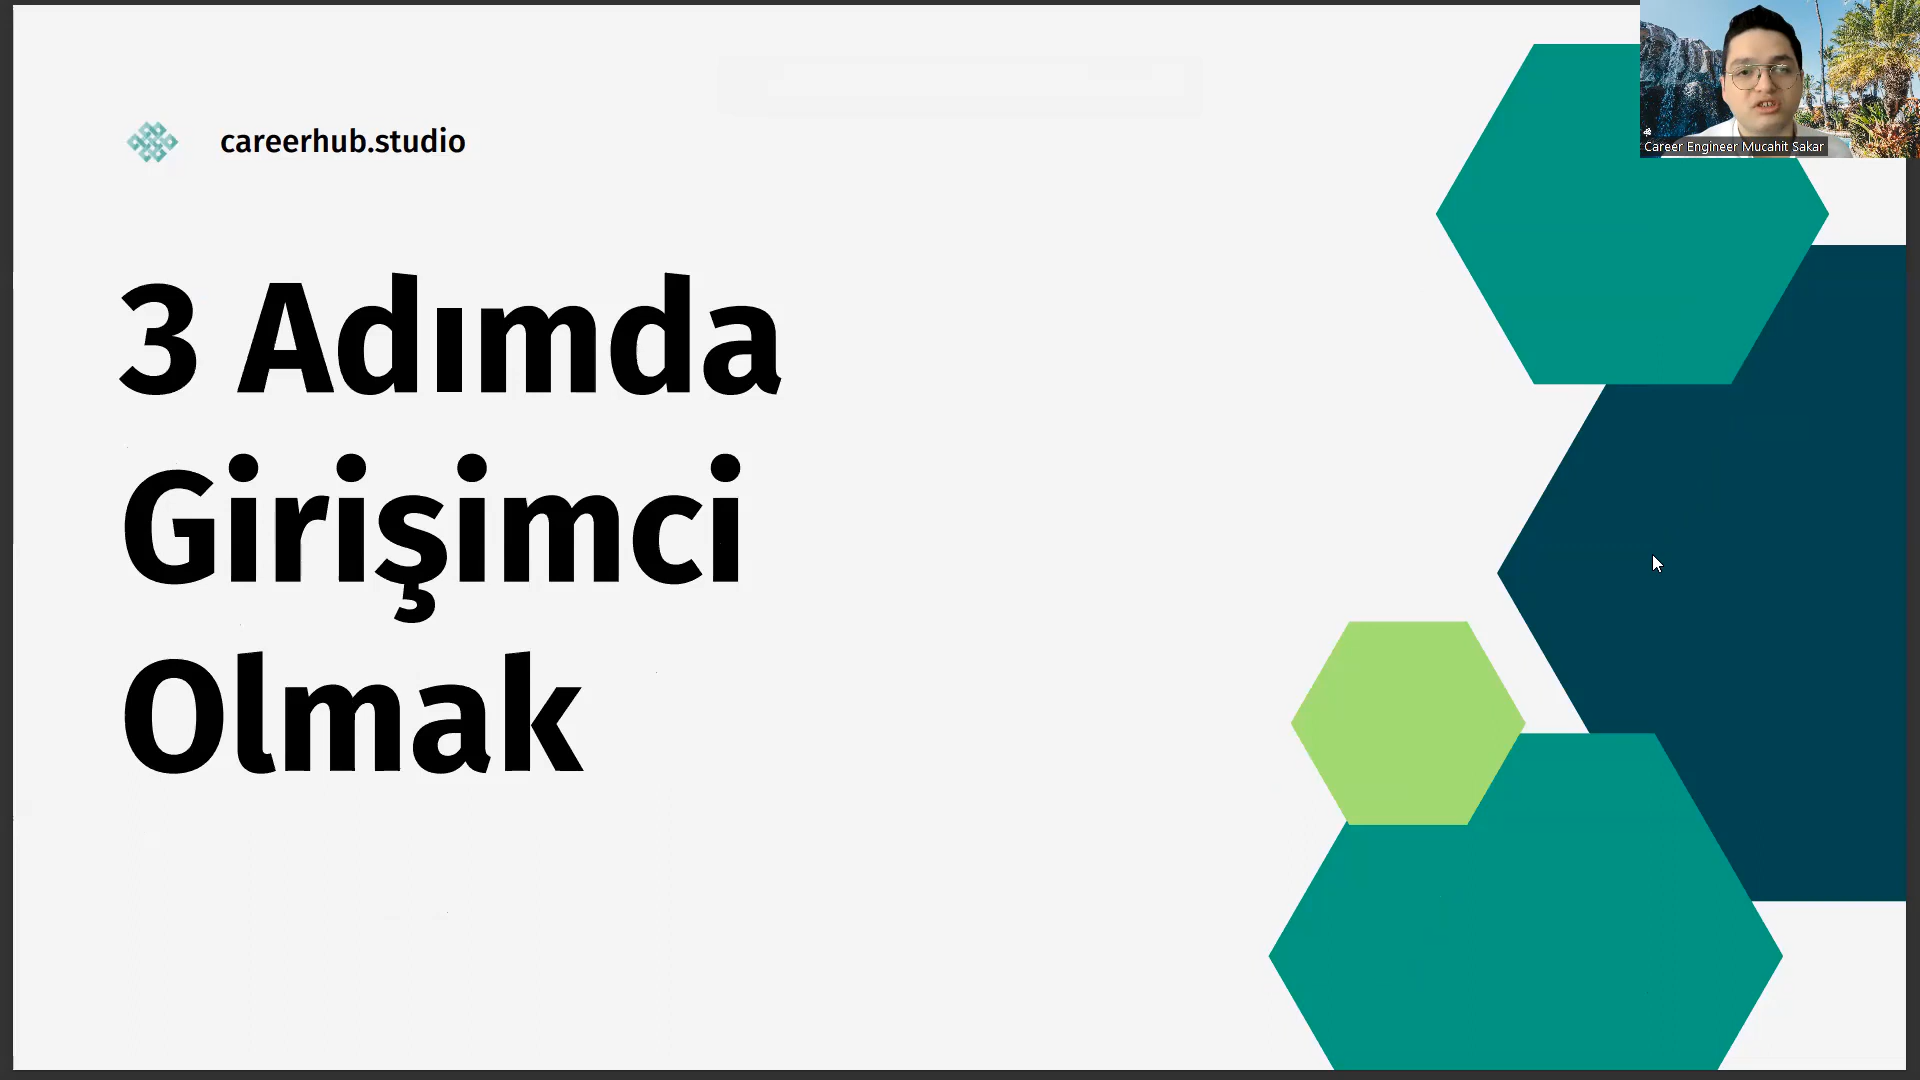 careerhub.studio
3 Adımda
Girişimci
Olmak
Career Engineer Mucahit Sakar